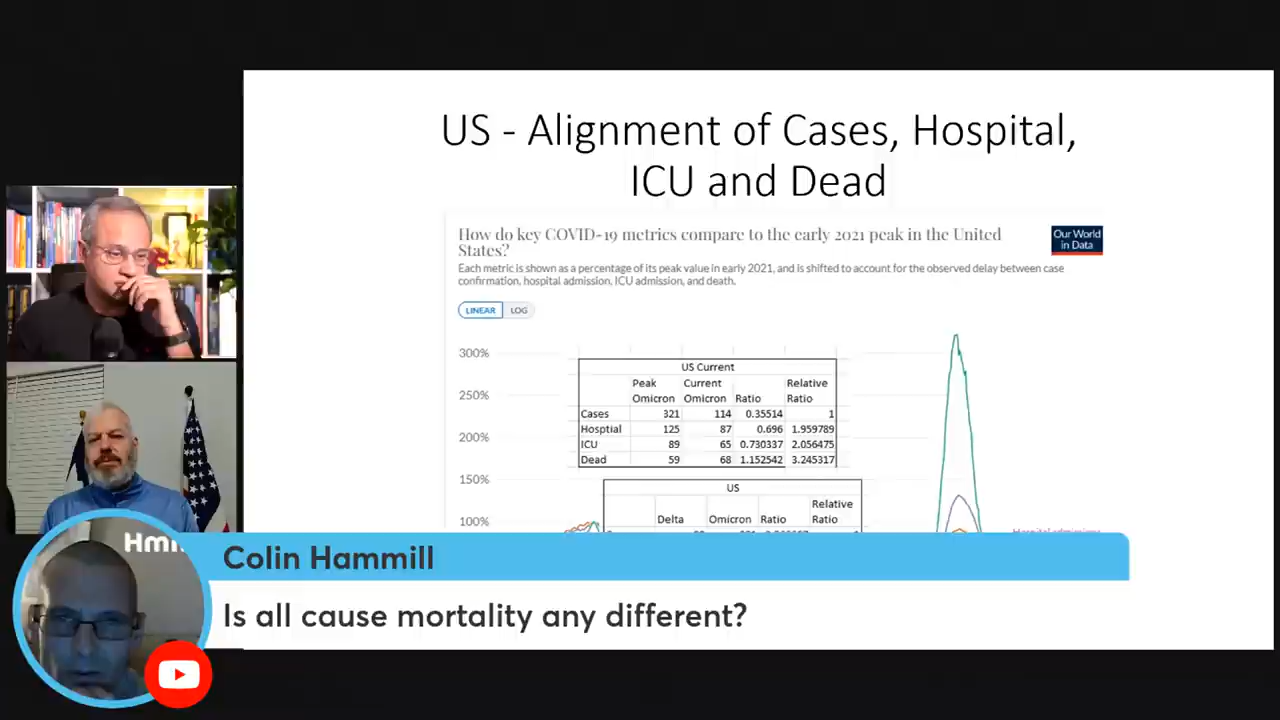 US - Alignment of Cases, Hospital,
ICU and Dead
How do key COVID-19 metrics compare to the early 2021 peak in the United
States?
Our World
in Data
Each metric is shown as a percentage of its peak value in early 2021, and is shifted to account for the observed delay between case
confirmation, hospital admission, ICU admission, and death.
LINEAR LOG
300%
250%
200%
150%
100%
US Current
Peak Current Relative
Omicron Omicron Ratio Ratio
Cases 321 114 0.35514 1
Hosptial 125 87 0.696 1.959789
ICU 89 65 0.730337 2.056475
Dead 59 68 1.152542 3.245317
US
Relative
Delta Omicron Ratio Ratio
Colin Hammill
Is all cause mortality any different?